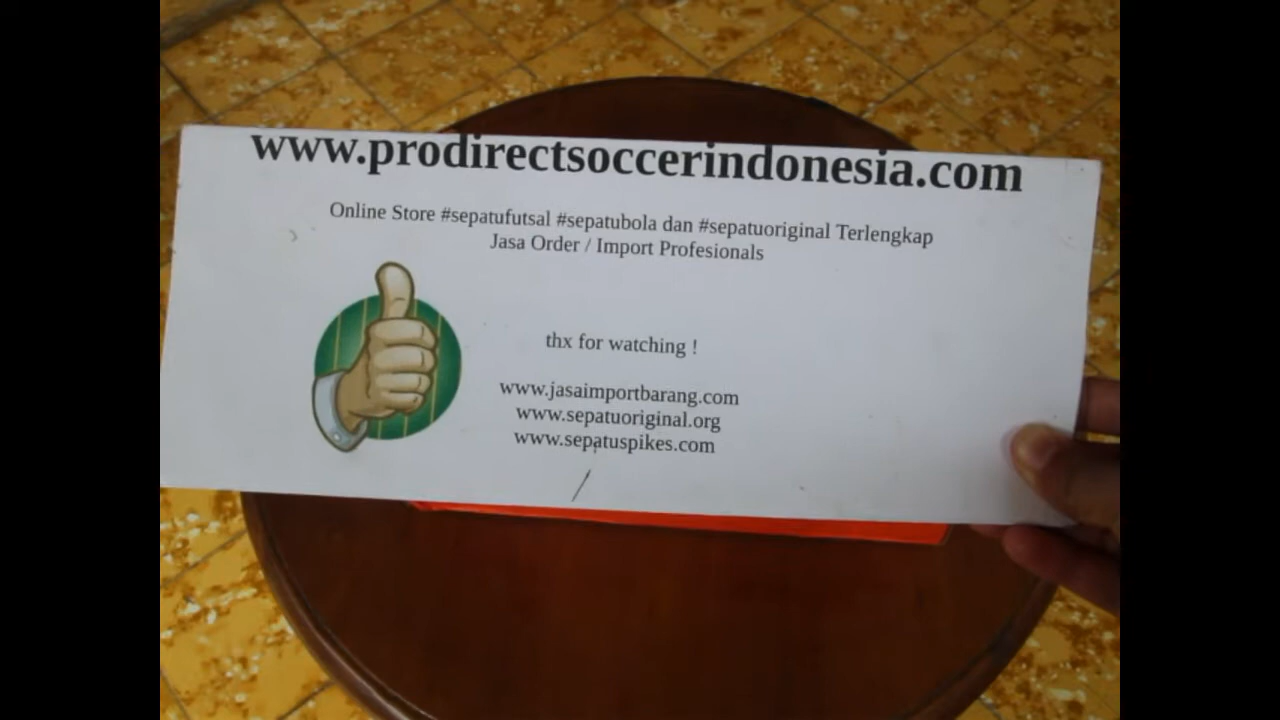 www.prodirectsoccerindonesia.com
Online Store #sepatufutsal #sepatubola dan #sepatuoriginal Terlengkap
Jasa Order / Import Profesionals
thx for watching !
www.jasaimportbarang.com
www.sepatuoriginal.org
www.sepatuspikes.com